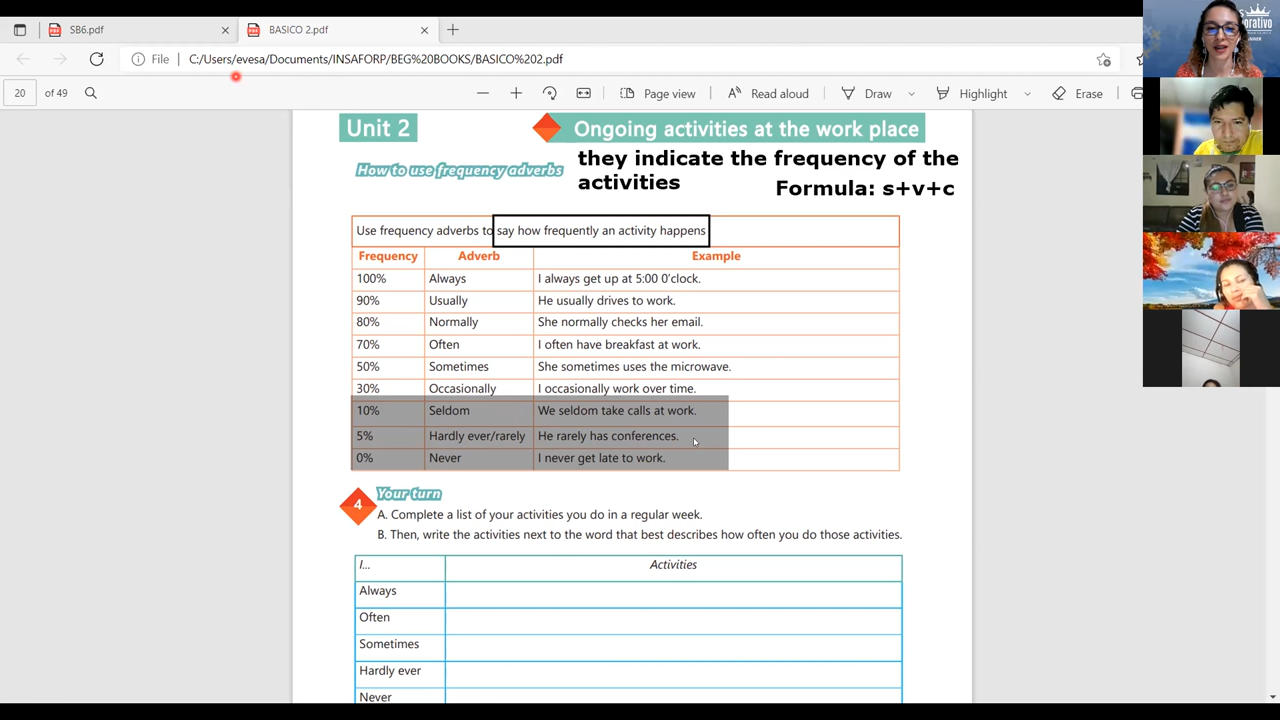 SB6.pdf
BASICO 2.pdf
File C:/Users/evesa/Documents/INSAFORP/BEG%20BOOKS/BASICO%202.pdf
20 of 49 Page view Read aloud Draw Highlight Erase
Unit 2 Ongoing activities at the work place
How to use frequency adverbs
they indicate the frequency of the
activities Formula: s+v+c
Use frequency adverbs to say how frequently an activity happens
Frequency Adverb Example
100% Always I always get up at 5:00 0'clock.
90% Usually He usually drives to work.
80% Normally She normally checks her email.
70% Often I often have breakfast at work.
50% Sometimes She sometimes uses the microwave.
30% Occasionally I occasionally work over time.
10% Seldom We seldom take calls at work.
5% Hardly ever/rarely He rarely has conferences.
0% Never I never get late to work.
4 Your turn
A. Complete a list of your activities you do in a regular week.
B. Then, write the activities next to the word that best describes how often you do those activities.
I... Activities
Always
Often
Sometimes
Hardly ever
Never